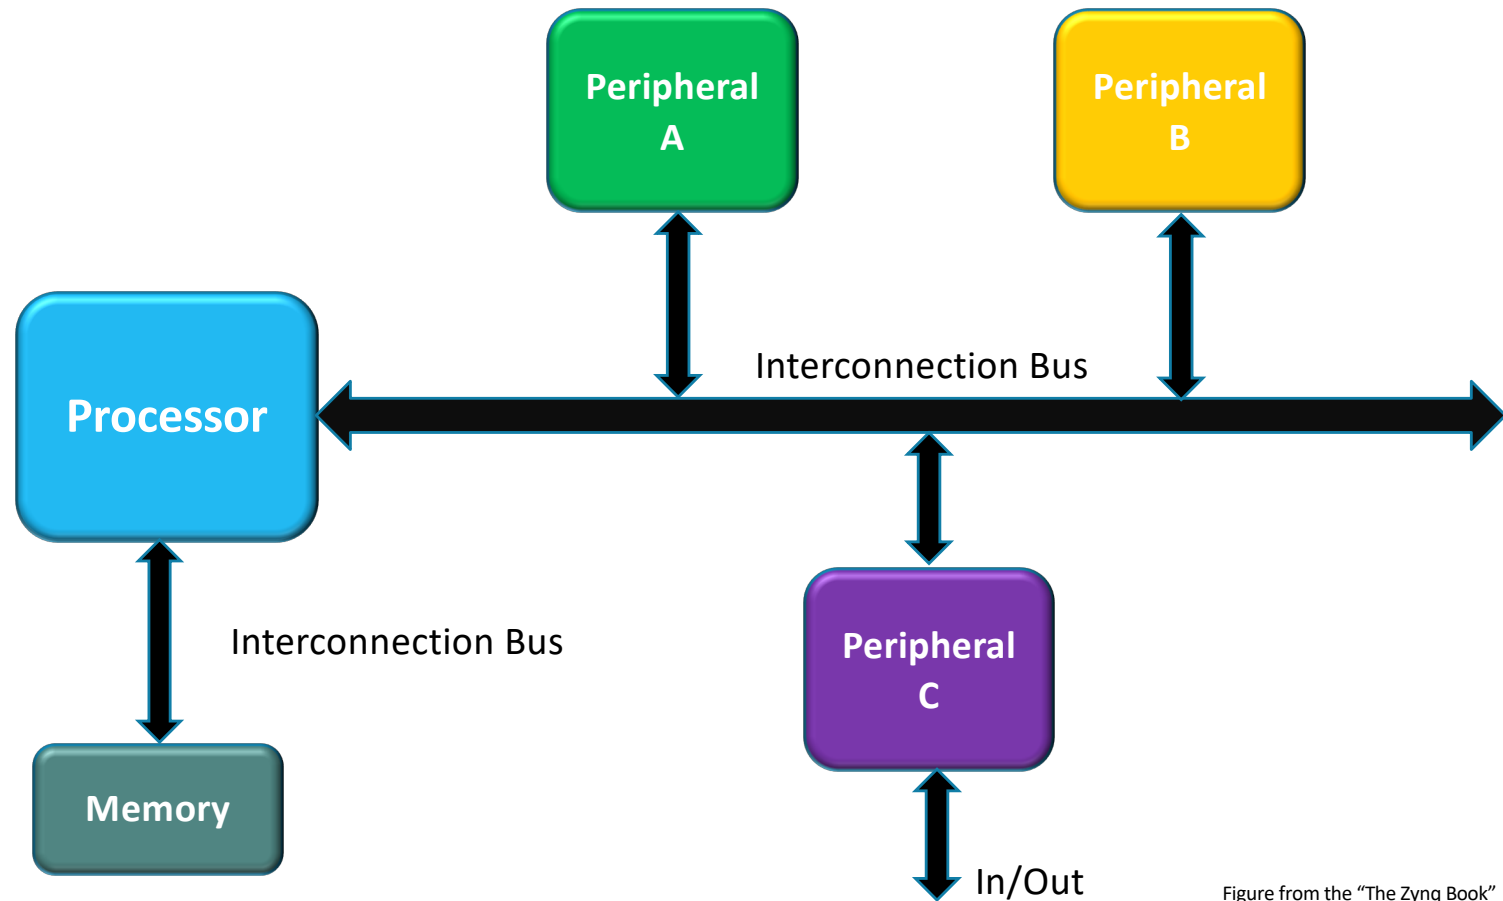 Peripheral
A
Peripheral
B
Interconnection Bus
Processor
Interconnection Bus
Peripheral
C
Memory
In/Out
Figure from the “The Zynq Book”